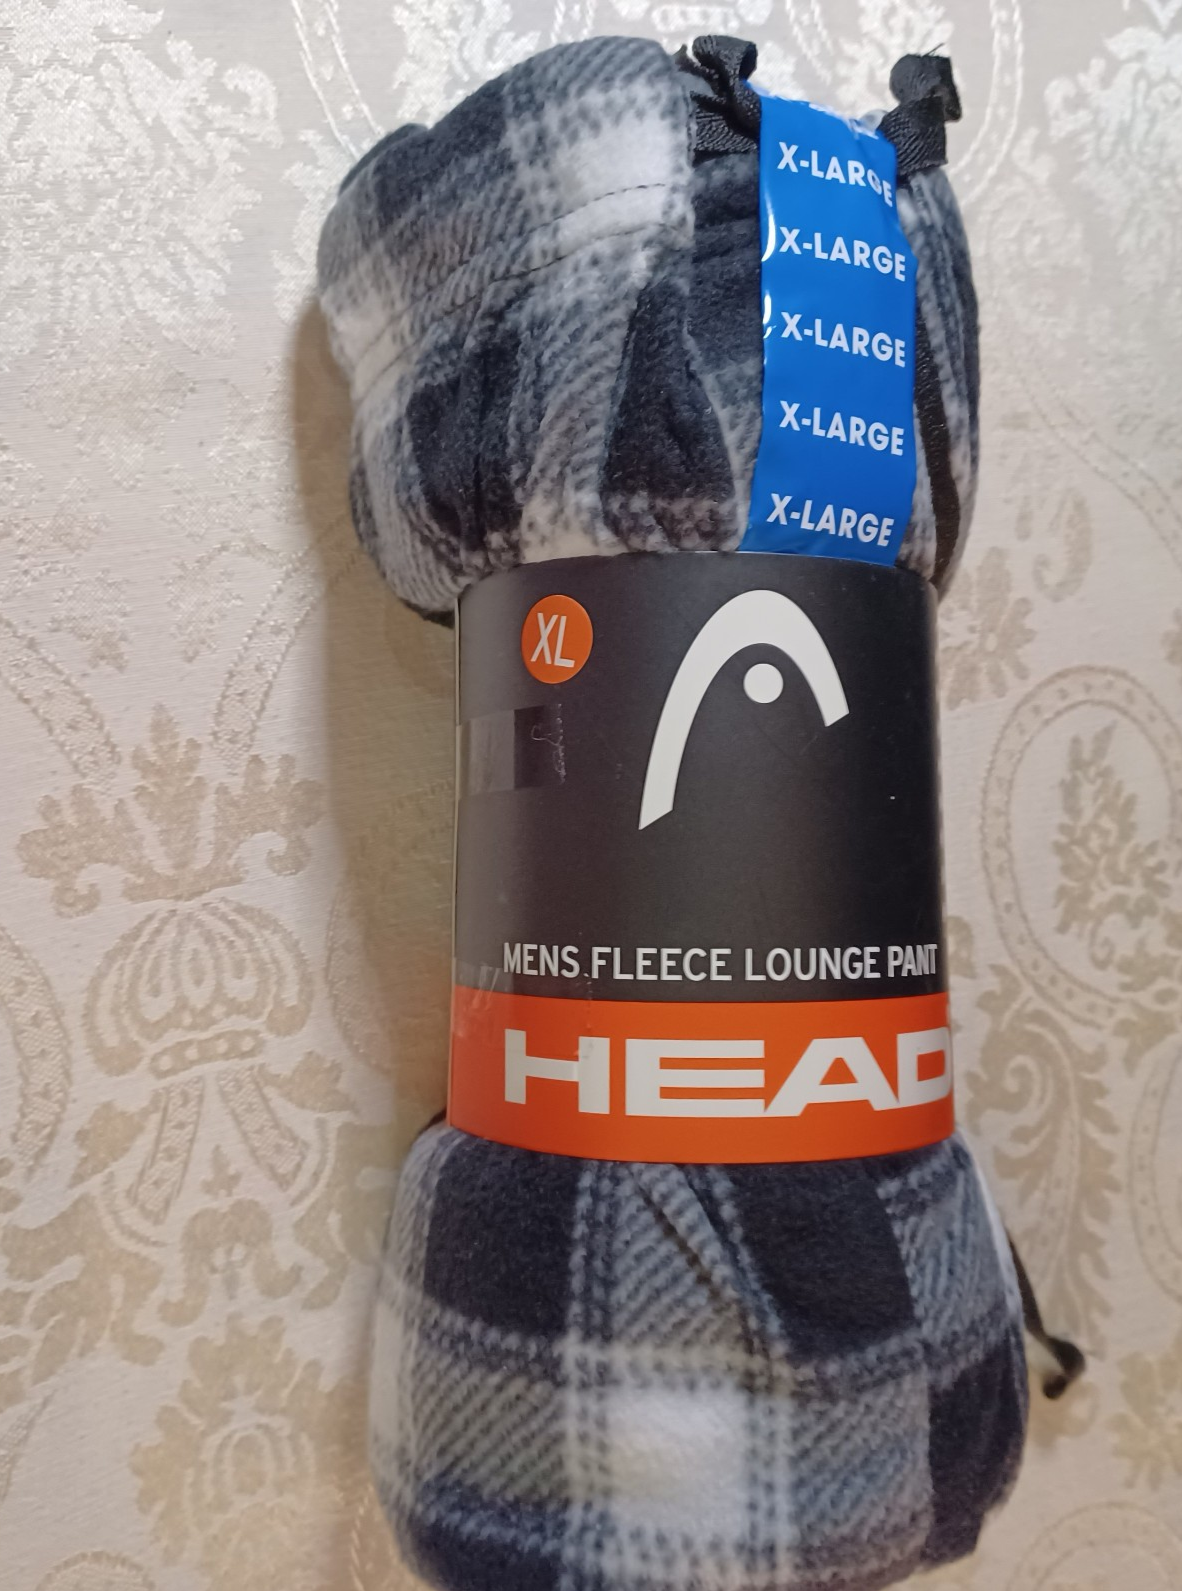 X-LARGE
X-LARGE
X-LARGE
X-LARGE
X-LARGE
XL
MENS FLEECE LOUNGE PANT
HEAD